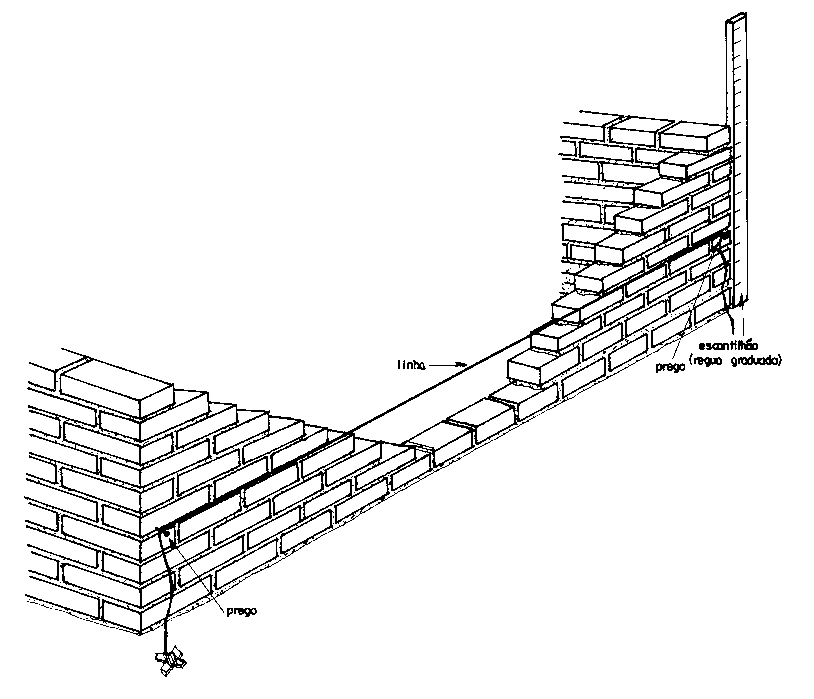 linha
escantilhão
prego (regua graduada)
prego